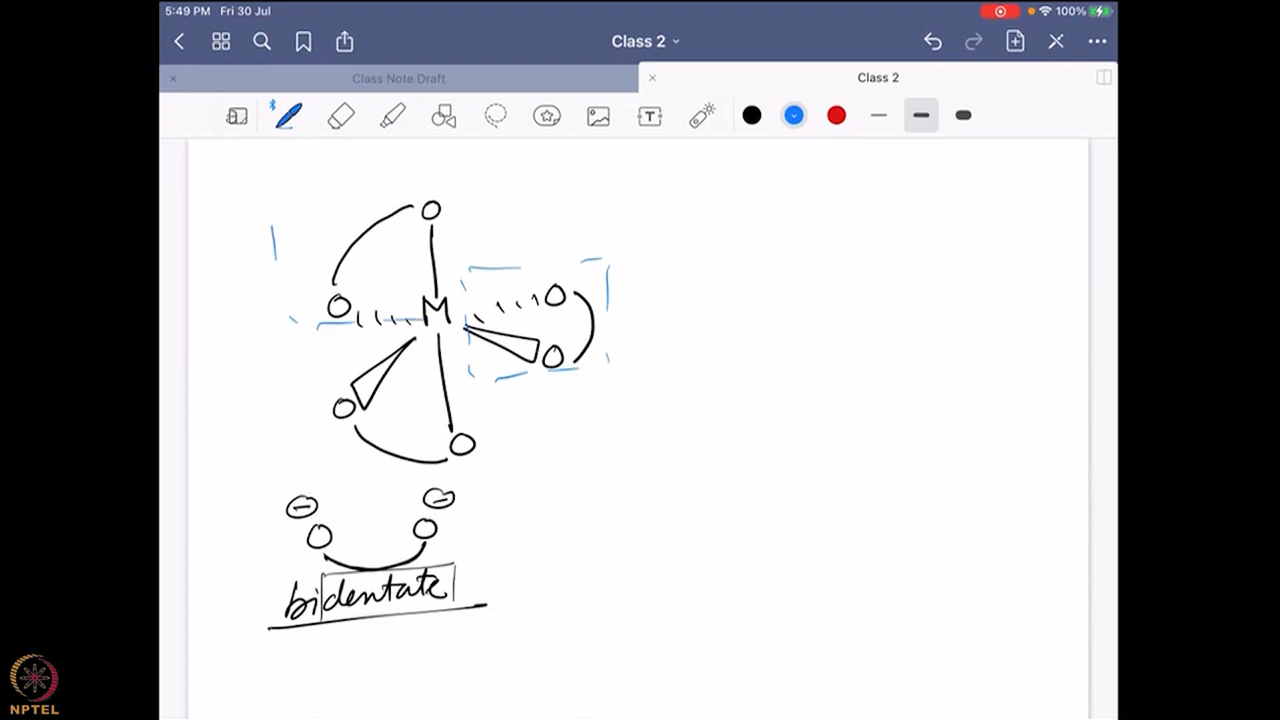 5:49 PM Fri 30 Jul
100%
Class 2
Class Note Draft
Class 2
T
O
O M O
O
O
O
O O
bidentate
NPTEL